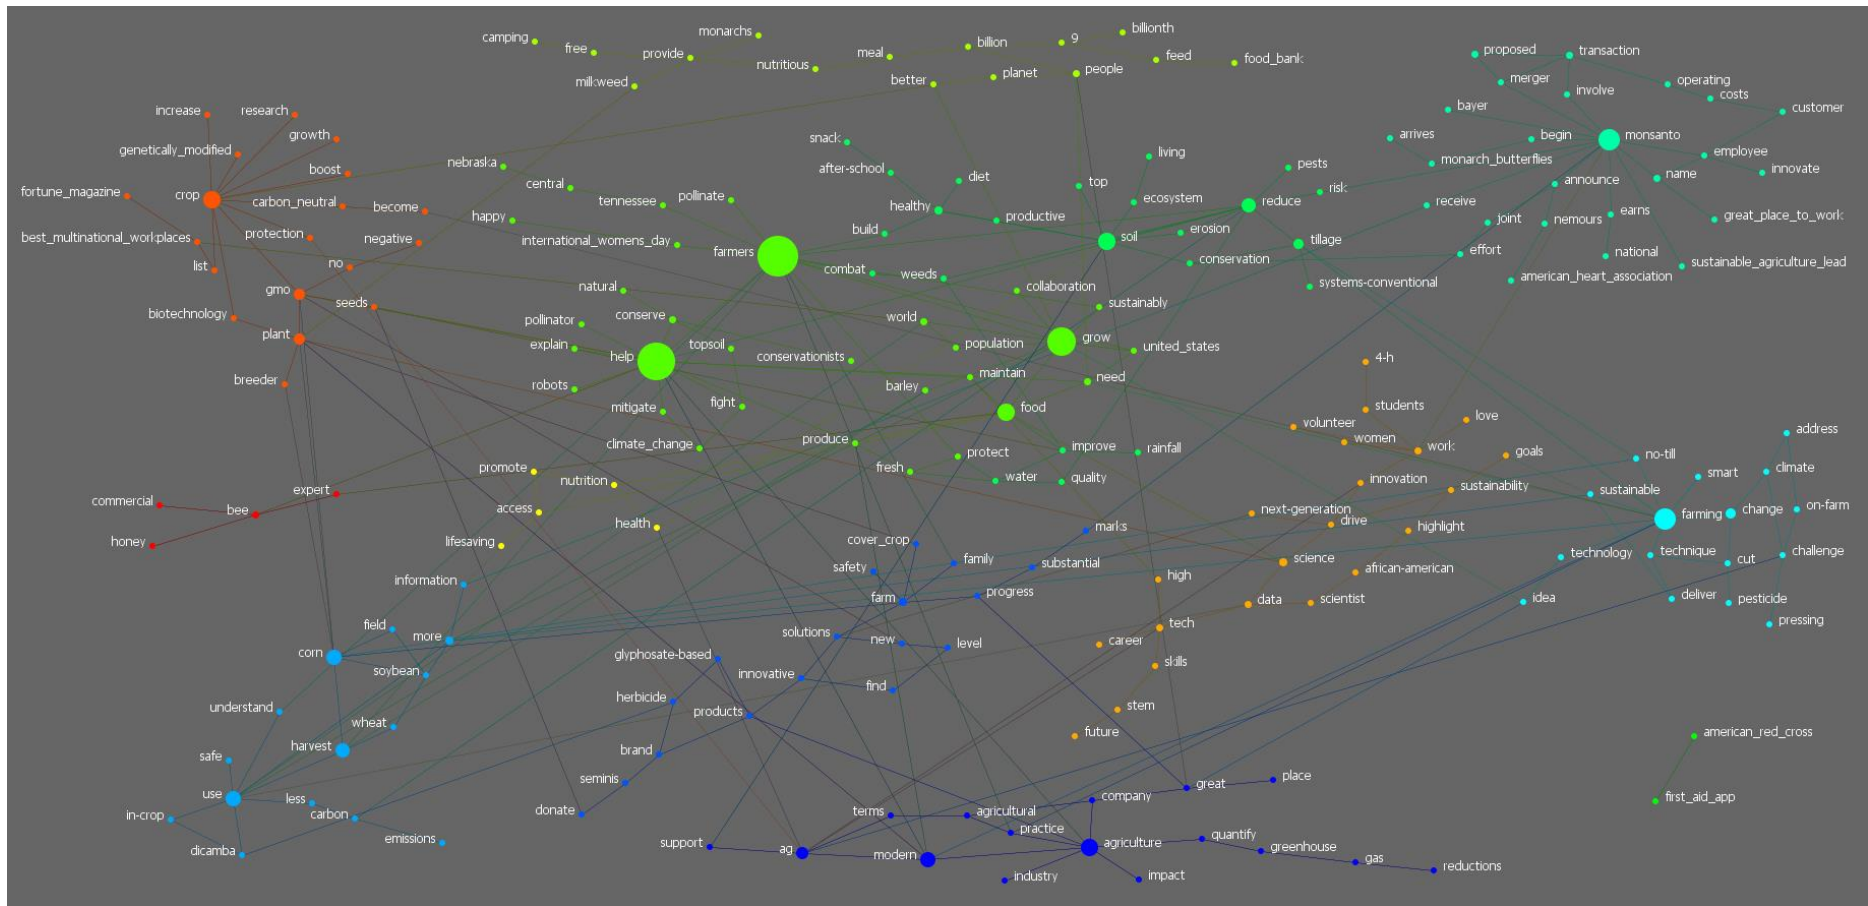 camping
free
provide
monarchs
nutritious
meal
billion
9
billionth
feed
food_bank
people
planet
better
milkweed
proposed
transaction
merger
involve
operating
costs
customer
bayer
begin
monsanto
arrives
monarch_butterflies
employee
innovate
name
announce
receive
joint
nemours
earns
great_place_to_work
effort
national
sustainable_agriculture_lead
american_heart_association
increase
research
growth
genetically_modified
boost
fortune_magazine
crop
carbon_neutral
become
best_multinational_workplaces
protection
negative
list
no
gmo
seeds
biotechnology
plant
breeder
nebraska
central
tennessee
pollinate
happy
international_womens_day
farmers
snack
after-school
diet
healthy
productive
build
top
living
ecosystem
soil
erosion
conservation
pests
reduce
risk
tillage
systems-conventional
combat
weeds
collaboration
sustainably
natural
conserve
pollinator
explain
help
topsoil
conservationists
robots
mitigate
fight
climate_change
world
population
grow
united_states
maintain
need
barley
food
produce
protect
improve
rainfall
fresh
water
quality
4-h
students
volunteer
women
love
work
goals
innovation
sustainability
next-generation
drive
highlight
science
african-american
high
data
scientist
tech
career
skills
stem
future
address
no-till
smart
climate
sustainable
farming
change
on-farm
technology
technique
cut
challenge
idea
deliver
pesticide
pressing
promote
nutrition
access
health
lifesaving
commercial
expert
bee
honey
information
field
more
corn
soybean
understand
wheat
harvest
safe
use
less
in-crop
carbon
emissions
dicamba
marks
cover_crop
safety
family
substantial
farm
progress
solutions
new
level
glyphosate-based
innovative
find
herbicide
products
brand
seminis
donate
support
ag
terms
agricultural
company
great
place
practice
modern
agriculture
quantify
greenhouse
gas
reductions
industry
impact
american_red_cross
first_aid_app